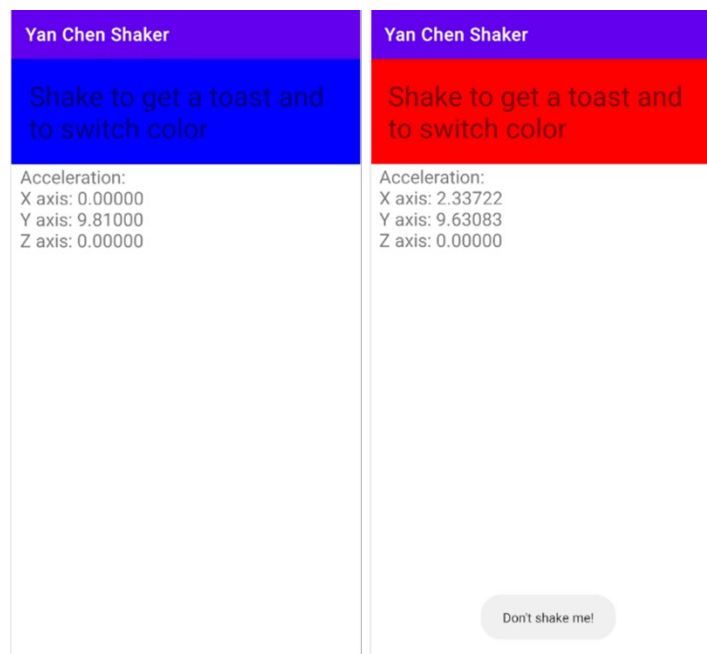 Yan Chen Shaker
Shake to get a toast and
to switch color
Acceleration:
X axis: 0.00000
Y axis: 9.81000
Z axis: 0.00000
Yan Chen Shaker
Shake to get a toast and
to switch color
Acceleration:
X axis: 2.33722
Y axis: 9.63083
Z axis: 0.00000
Don't shake me!